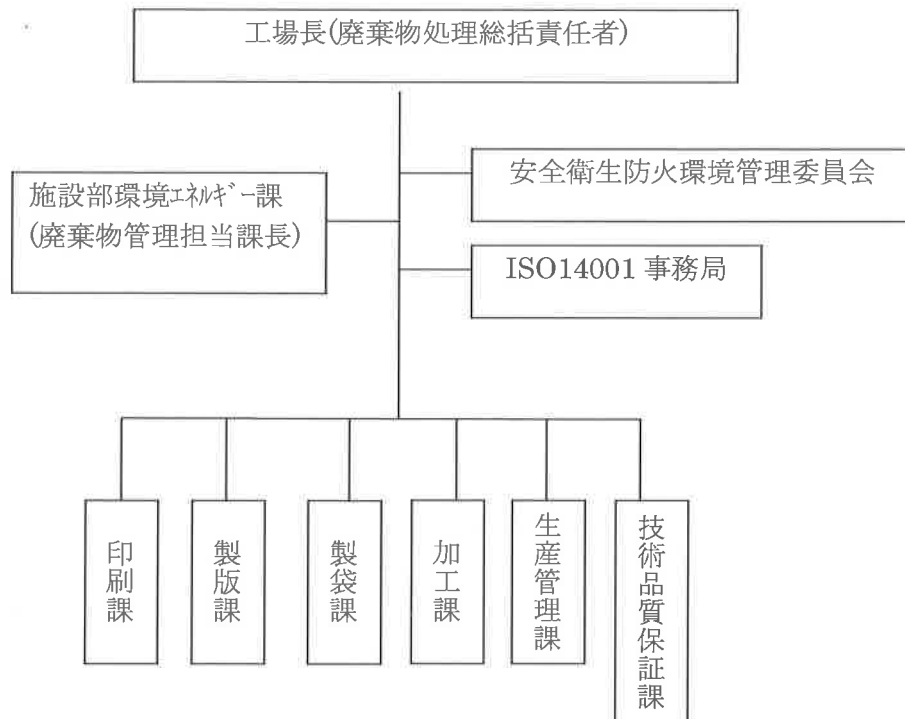 工場長(廃棄物処理総括責任者)
安全衛生防火環境管理委員会
施設部環境ｴﾈﾙｷﾞｰ課
(廃棄物管理担当課長)
ISO14001 事務局
印刷課
製版課
製袋課
加工課
生産管理課
技術品質保証課